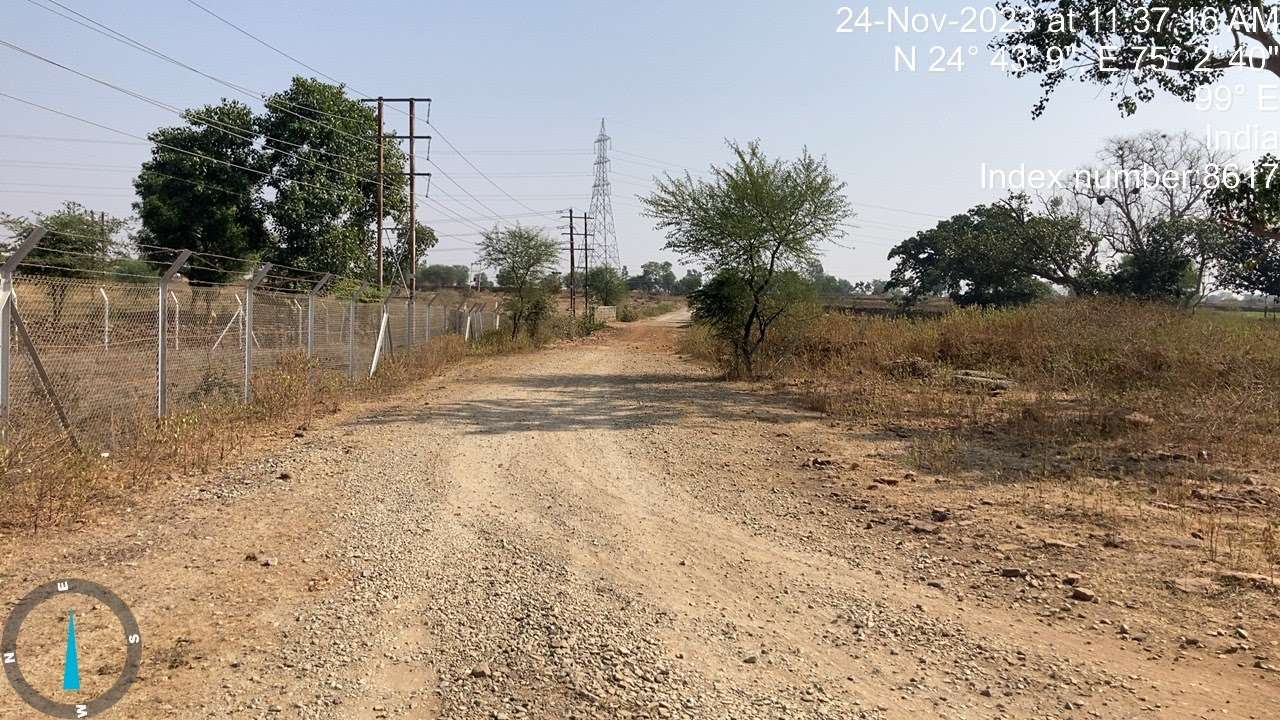 24-Nov-2023 at 11:37:16 AM
N 24° 43' 9", E 75° 2' 40"
99° E
India
Index number: 8617
E
S
N
W